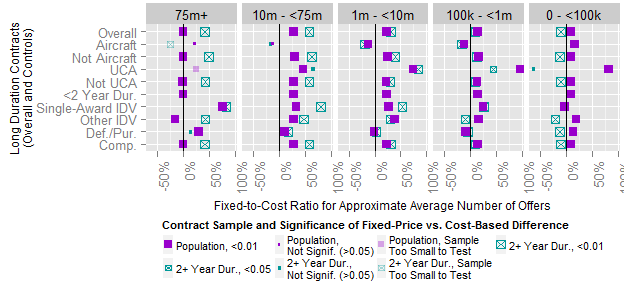 75m+
10m - <75m
1m - <10m
100k - <1m
0 - <100k
Long Duration Contracts
(Overall and Controls)
Overall
Aircraft
Not Aircraft
UCA
Not UCA
<2 Year Dur.
Single-Award IDV
Other IDV
Def./Pur.
Comp.
-50%
0%
50%
100%
-50%
0%
50%
100%
-50%
0%
50%
100%
-50%
0%
50%
100%
-50%
0%
50%
100%
Fixed-to-Cost Ratio for Approximate Average Number of Offers
Contract Sample and Significance of Fixed-Price vs. Cost-Based Difference
Population, <0.01
Population,
Not Signif. (>0.05)
Population, Sample
Too Small to Test
2+ Year Dur., <0.01
2+ Year Dur., <0.05
2+ Year Dur.,
Not Signif. (>0.05)
2+ Year Dur., Sample
Too Small to Test